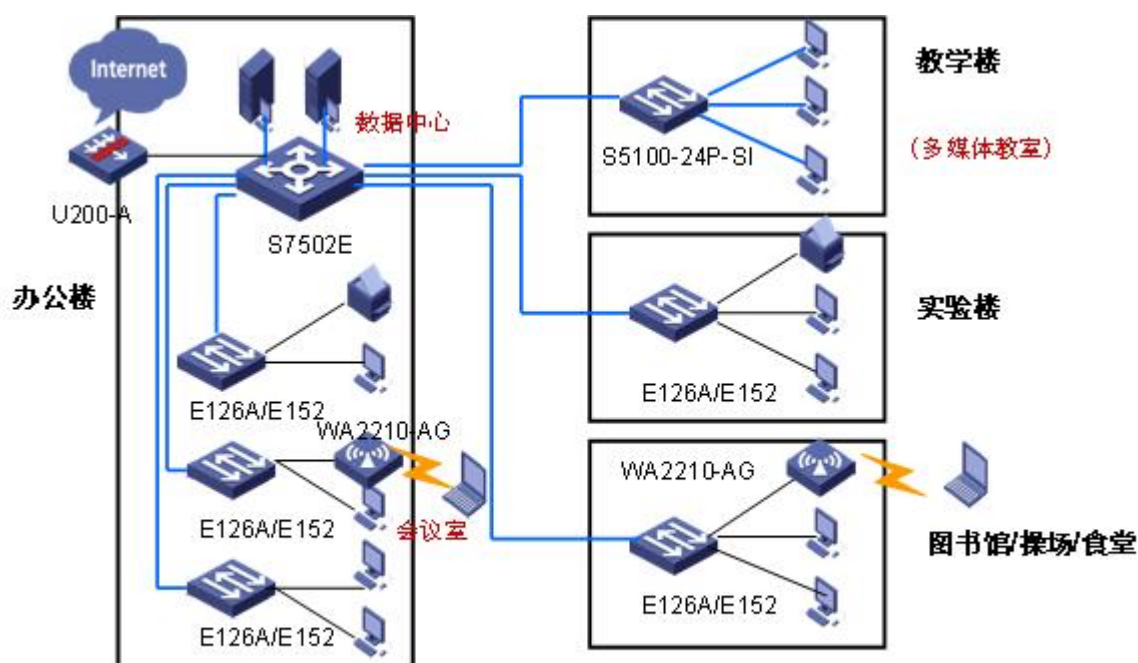 Internet
数据中心
U200-A
S7502E
办公楼
E126A/E152
WA2210-AG
E126A/E152
会议室
E126A/E152
教学楼
S5100-24P-SI
(多媒体教室)
实验楼
E126A/E152
WA2210-AG
图书馆/操场/食堂
E126A/E152